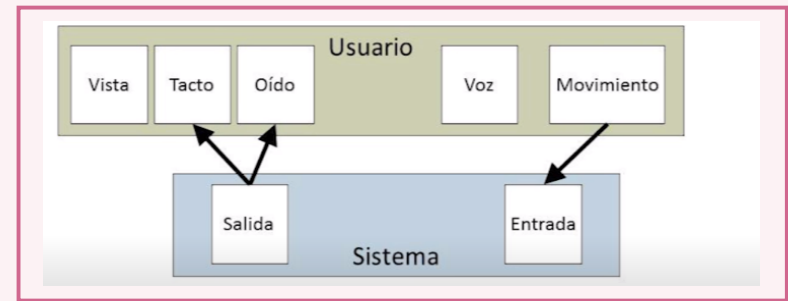 Usuario
Vista Tacto Oído Voz Movimiento
Salida Entrada
Sistema